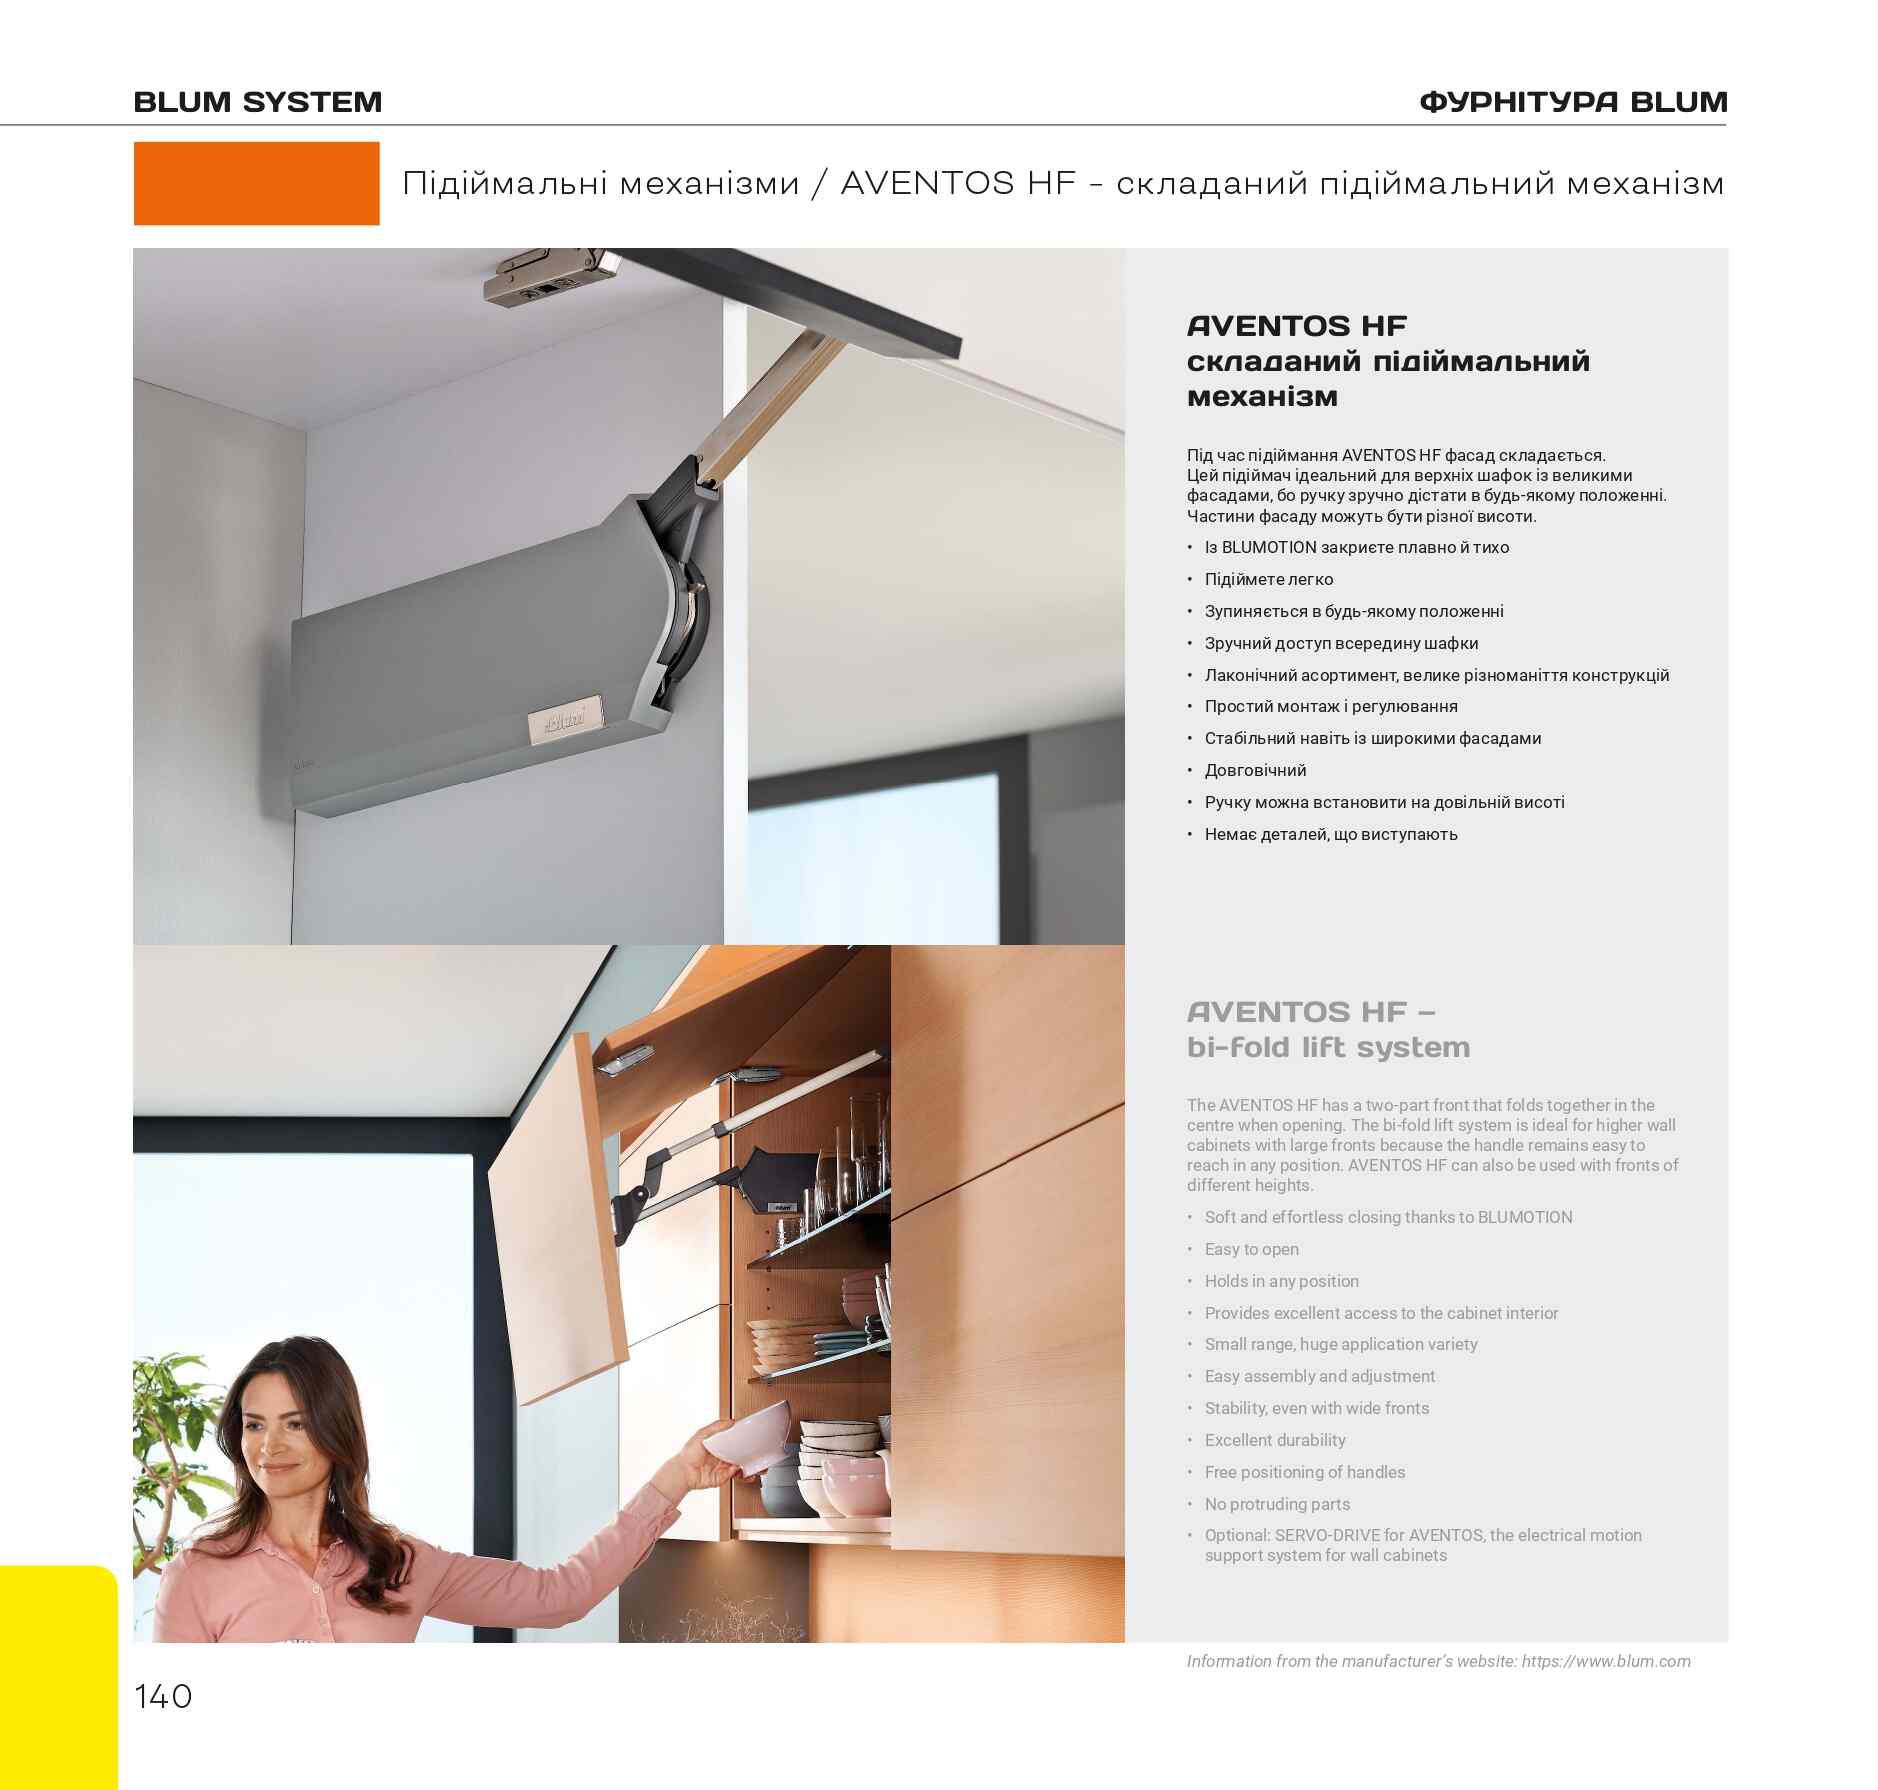 BLUM SYSTEM
ФУРНІТУРА BLUM
Підіймальні механізми / AVENTOS HF - складаний підіймальний механізм
AVENTOS HF
складаний підіймальний
механізм
Під час підіймання AVENTOS HF фасад складається.
Цей підіймач ідеальний для верхніх шафок із великими
фасадами, бо ручку зручно дістати в будь-якому положенні.
Частини фасаду можуть бути різної висоти.
• Із BLUMOTION закриєте плавно й тихо
• Підіймете легко
• Зупиняється в будь-якому положенні
• Зручний доступ всередину шафки
• Лаконічний асортимент, велике різноманіття конструкцій
• Простий монтаж і регулювання
• Стабільний навіть із широкими фасадами
• Довговічний
• Ручку можна встановити на довільній висоті
• Немає деталей, що виступають
blum
AVENTOS HF –
bi-fold lift system
The AVENTOS HF has a two-part front that folds together in the
centre when opening. The bi-fold lift system is ideal for higher wall
cabinets with large fronts because the handle remains easy to
reach in any position. AVENTOS HF can also be used with fronts of
different heights.
• Soft and effortless closing thanks to BLUMOTION
• Easy to open
• Holds in any position
• Provides excellent access to the cabinet interior
• Small range, huge application variety
• Easy assembly and adjustment
• Stability, even with wide fronts
• Excellent durability
• Free positioning of handles
• No protruding parts
• Optional: SERVO-DRIVE for AVENTOS, the electrical motion
support system for wall cabinets
Information from the manufacturer's website: https://www.blum.com
140